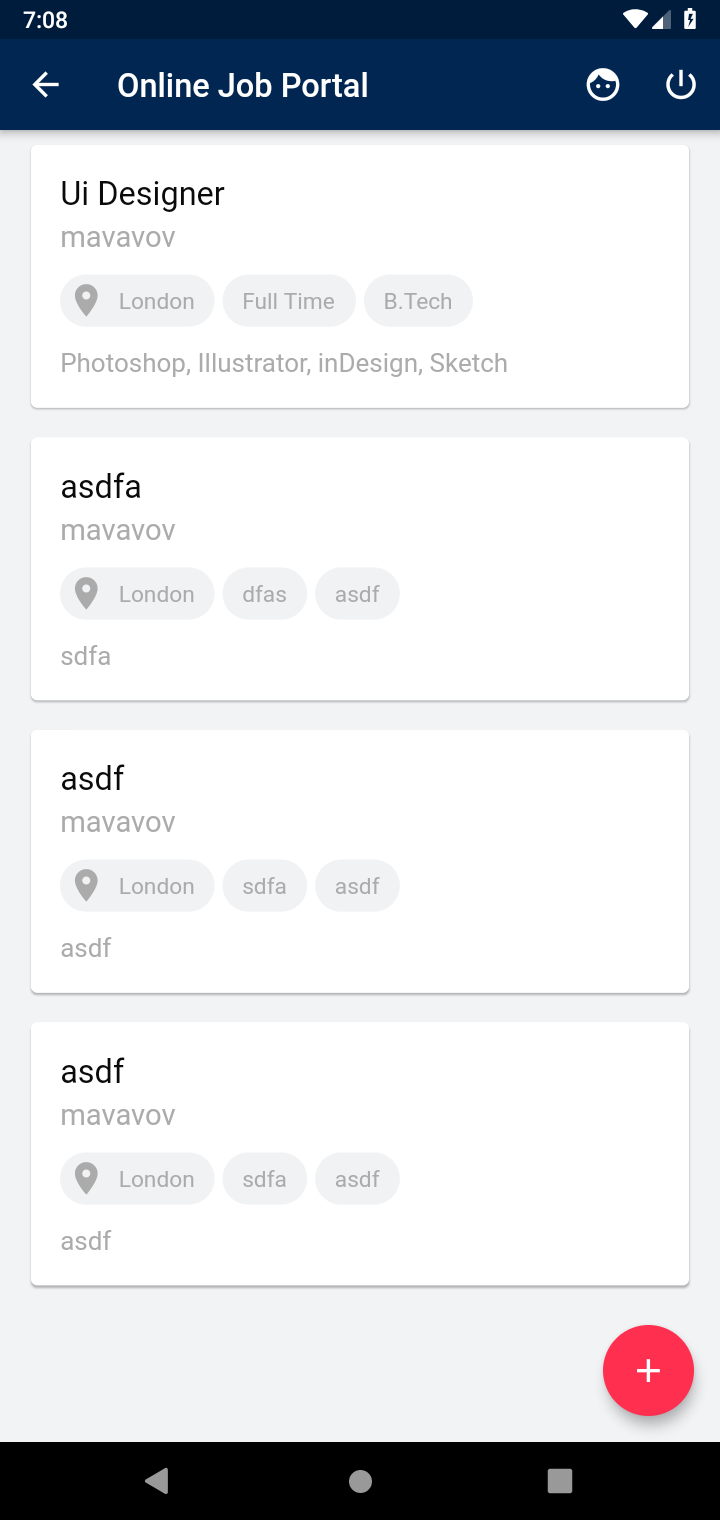 7:08
Online Job Portal
Ui Designer
mavavov
London Full Time B.Tech
Photoshop, Illustrator, inDesign, Sketch
asdfa
mavavov
London dfas asdf
sdfa
asdf
mavavov
London sdfa asdf
asdf
asdf
mavavov
London sdfa asdf
asdf